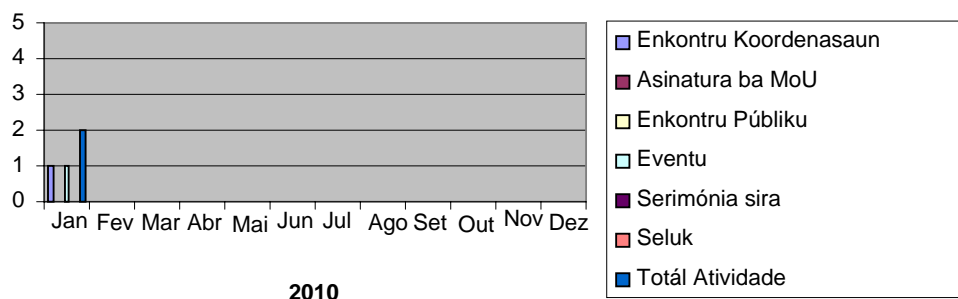 5
4
3
2
1
0
Jan Fev Mar Abr Mai Jun Jul Ago Set Out Nov Dez
2010
Enkontru Koordenasaun
Asinatura ba MoU
Enkontru Públiku
Eventu
Serimónia sira
Seluk
Totál Atividade